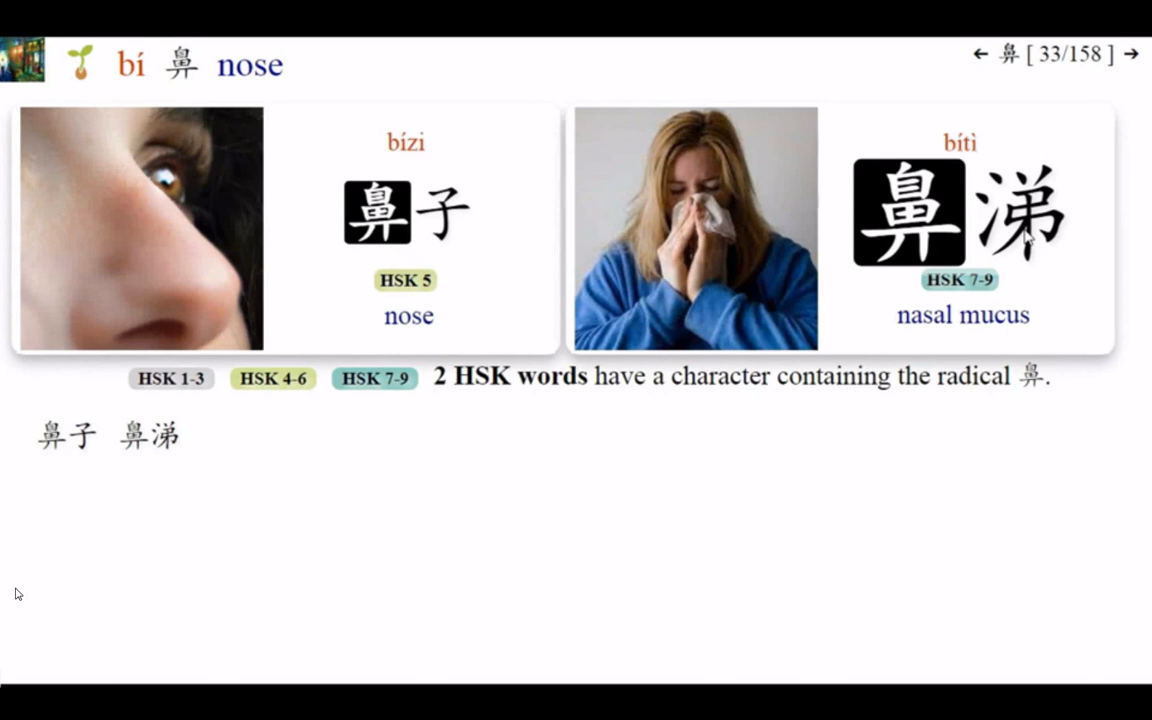 bí 鼻 nose
← 鼻 [ 33/158 ] →
bízi
鼻子
HSK 5
nose
bítì
鼻涕
HSK 7-9
nasal mucus
HSK 1-3 HSK 4-6 HSK 7-9 2 HSK words have a character containing the radical 鼻.
鼻子 鼻涕